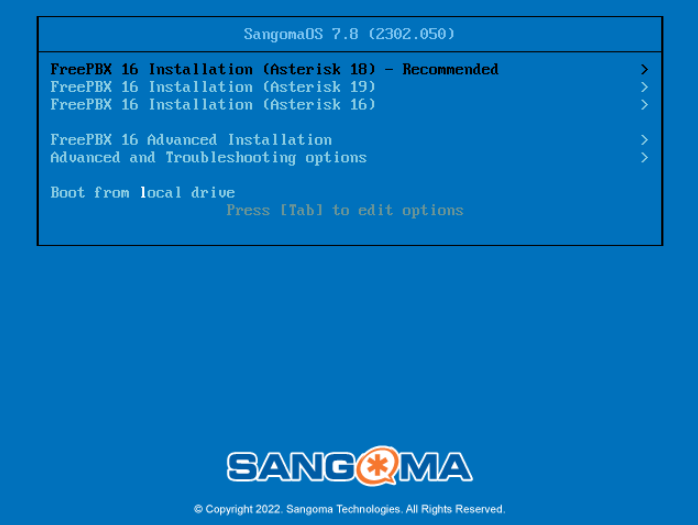 SangomaOS 7.8 (2302.050)
FreePBX 16 Installation (Asterisk 18) - Recommended >
FreePBX 16 Installation (Asterisk 19) >
FreePBX 16 Installation (Asterisk 16) >
FreePBX 16 Advanced Installation >
Advanced and Troubleshooting options >
Boot from local drive
Press [Tab] to edit options
SANGOMA
© Copyright 2022. Sangoma Technologies. All Rights Reserved.